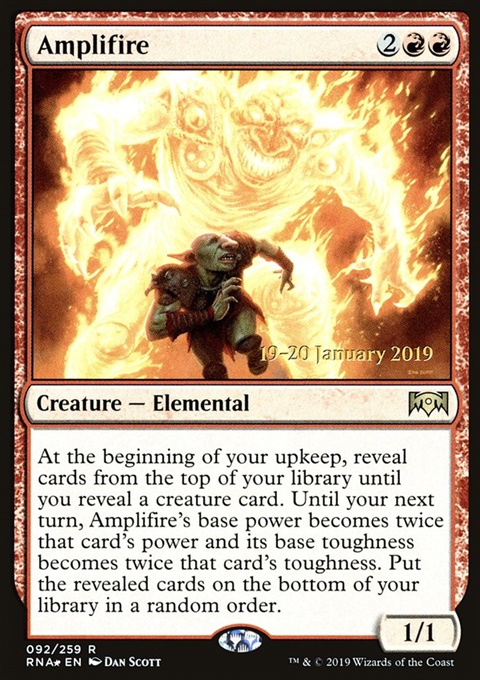 Amplifire 2
19-20 January 2019
Creature — Elemental
At the beginning of your upkeep, reveal
cards from the top of your library until
you reveal a creature card. Until your next
turn, Amplifire's base power becomes twice
that card's power and its base toughness
becomes twice that card's toughness. Put
the revealed cards on the bottom of your
library in a random order.
1/1
092/259 R
RNA★ EN Dan Scott ™ & © 2019 Wizards of the Coast